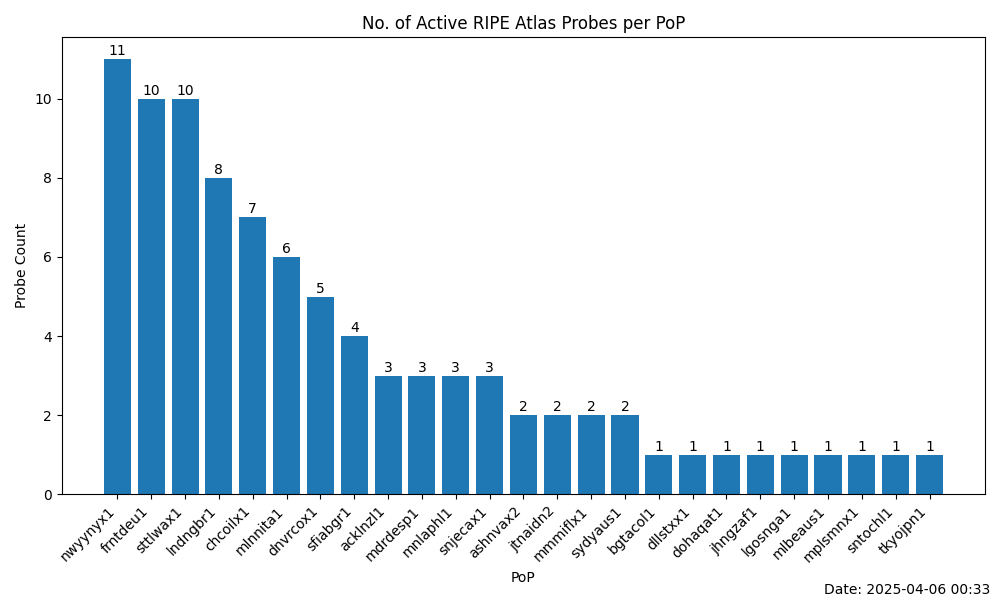 No. of Active RIPE Atlas Probes per PoP
Probe Count
10
8
6
4
2
0
11
10
10
8
7
6
5
4
3
3
3
3
2
2
2
2
1
1
1
1
1
1
1
1
1
nwyynyx1
frntdeu1
sttlwax1
lndngbr1
chcoilx1
mlnnita1
dnvrcox1
sfiabgr1
acklnzl1
mdrdesp1
mnlaphl1
snjecax1
ashnvax2
jtnaidn2
mmmiflx1
sydyaus1
bgtacol1
dllstxx1
dohaqat1
jhngzaf1
lgosnga1
mlbeaus1
mplsmnx1
sntochl1
tkyojpn1
PoP
Date: 2025-04-06 00:33